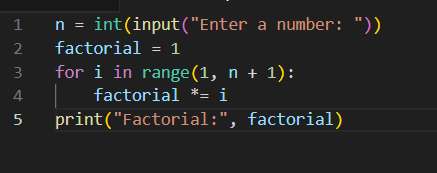 1 n = int(input("Enter a number: "))
2 factorial = 1
3 for i in range(1, n + 1):
4     factorial *= i
5 print("Factorial:", factorial)